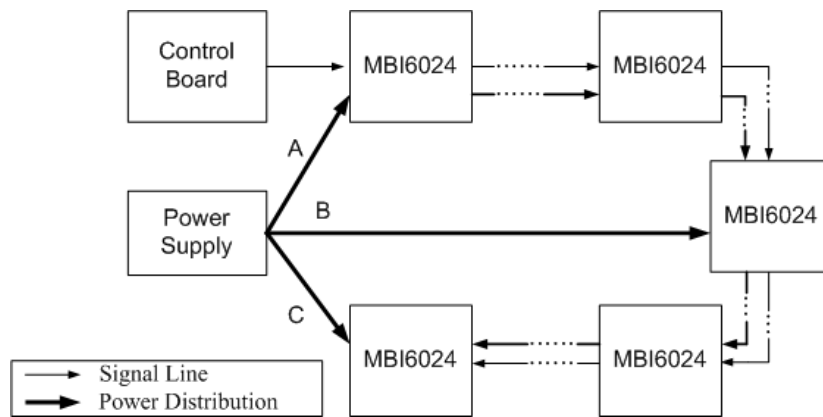 Control
Board
MBI6024
MBI6024
A
Power
Supply
B
MBI6024
C
MBI6024
MBI6024
Signal Line
Power Distribution